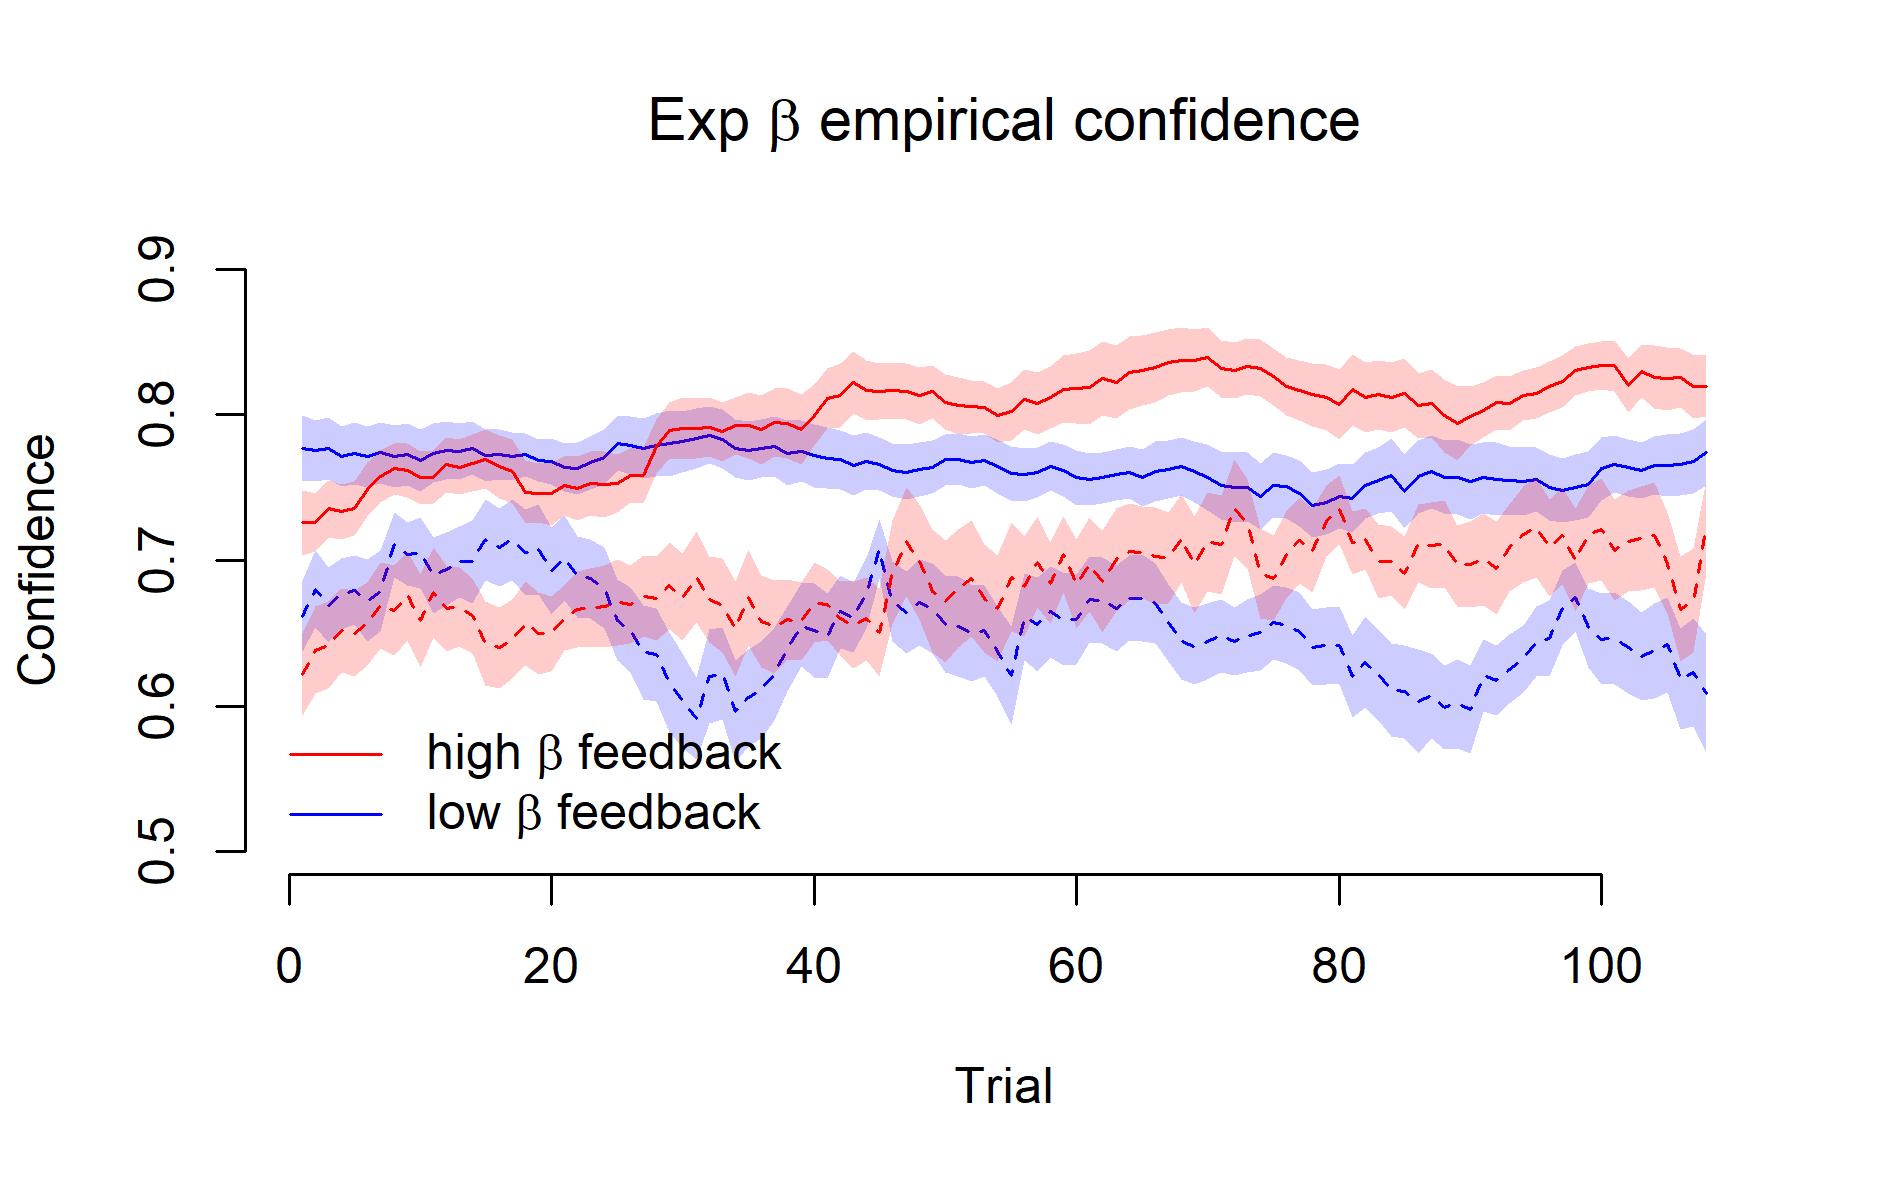 Exp β empirical confidence
Confidence
0.9
0.8
0.7
0.6
0.5
high β feedback
low β feedback
0 20 40 60 80 100
Trial